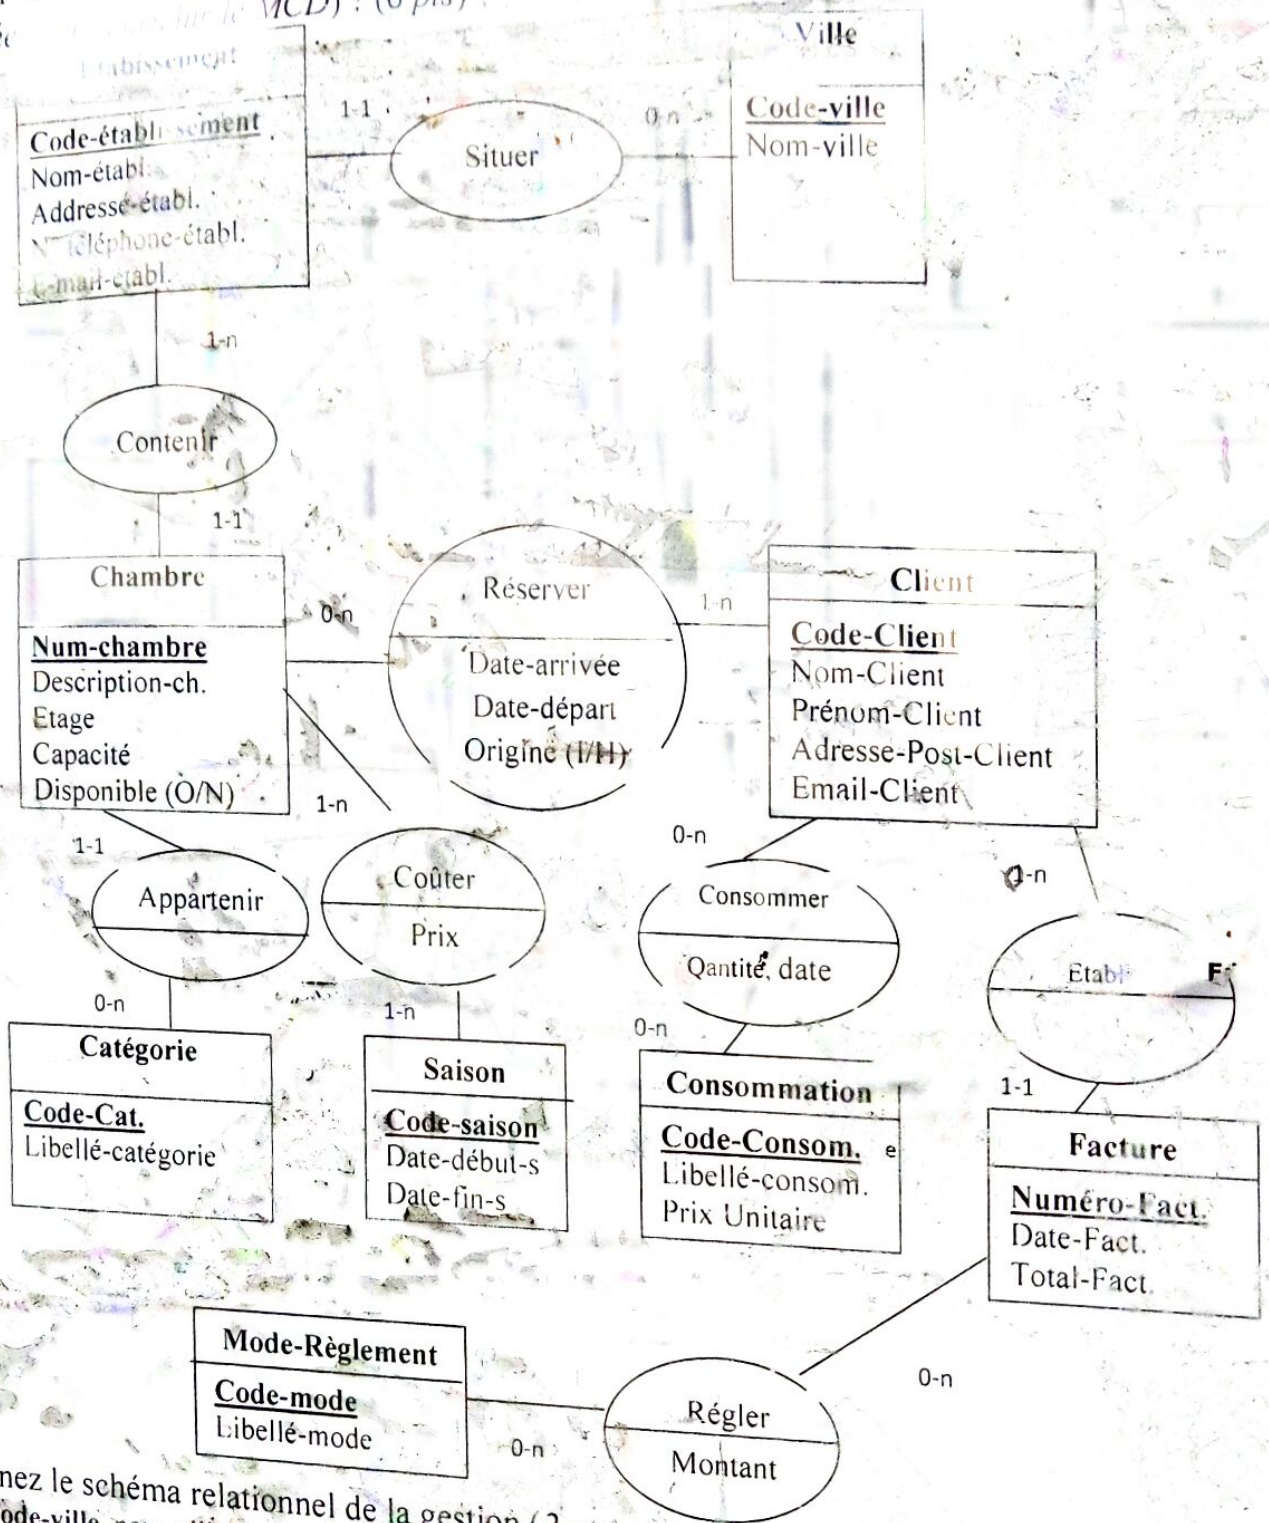 MCD) : (6 pts)
Etablissement
Code-établissement
Nom-établ.
Addresse-établ.
N° téléphone-établ.
E-mail-établ.
1-1
Situer
0-n
Ville
Code-ville
Nom-ville
1-n
Contenir
1-1
Chambre
Num-chambre
Description-ch.
Etage
Capacité
Disponible (O/N)
0-n
Réserver
Date-arrivée
Date-départ
Origine (I/H)
1-n
Client
Code-Client
Nom-Client
Prénom-Client
Adresse-Post-Client
Email-Client
1-1
Appartenir
0-n
1-n
Coûter
Prix
1-n
0-n
Consommer
Qantité, date
0-n
-n
Etabl
1-1
Catégorie
Code-Cat.
Libellé-catégorie
Saison
Code-saison
Date-début-s
Date-fin-s
Consommation
Code-Consom. e
Libellé-consom.
Prix Unitaire
Facture
Numéro-Fact.
Date-Fact.
Total-Fact.
Mode-Règlement
Code-mode
Libellé-mode
0-n
Régler
Montant
0-n
nez le schéma relationnel de la gestion (2
ode-ville